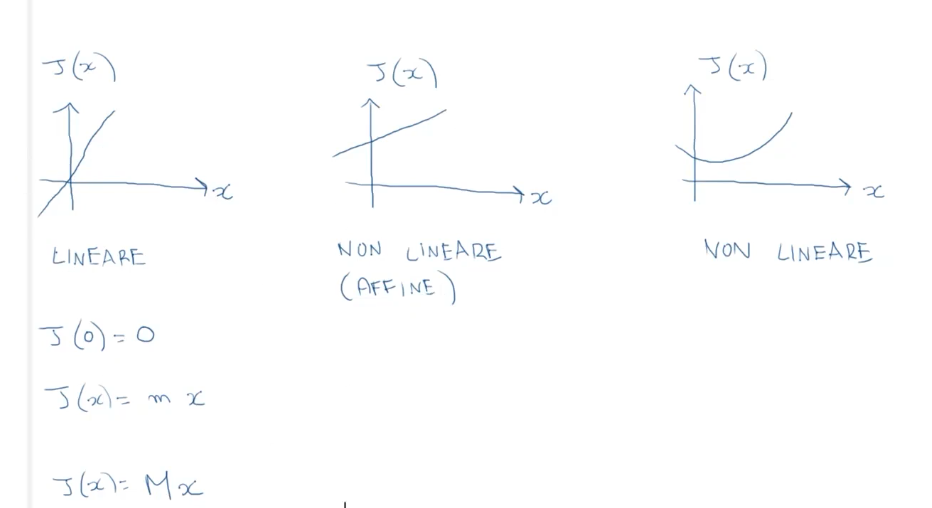 J(x)
J(x)
J(x)
x
x
x
LINEARE
NON LINEARE
(AFFINE)
NON LINEARE
J(0) = 0
J(x) = m x
J(x) = M x